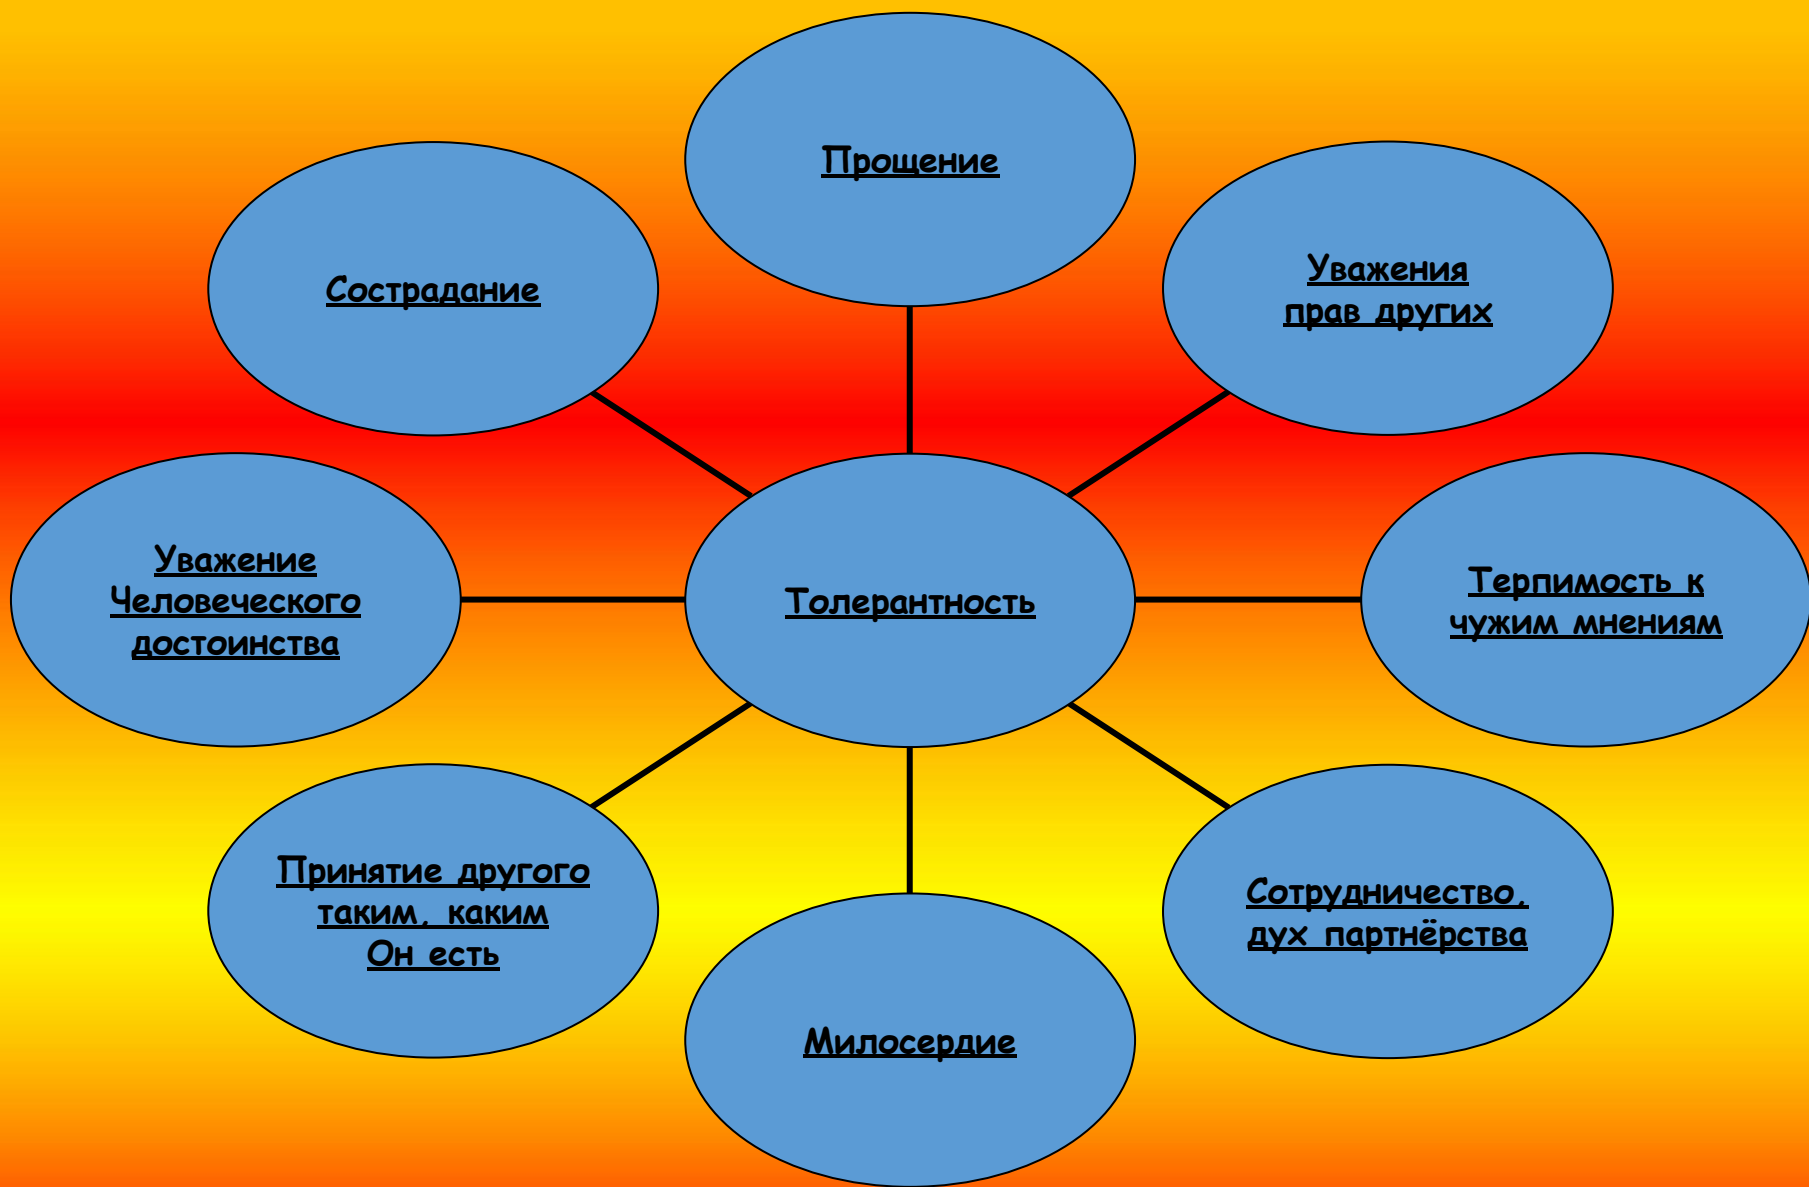 Прощение
Сострадание
Уважения
прав других
Уважение
Человеческого
достоинства
Толерантность
Терпимость к
чужим мнениям
Принятие другого
таким, каким
Он есть
Сотрудничество,
дух партнёрства
Милосердие